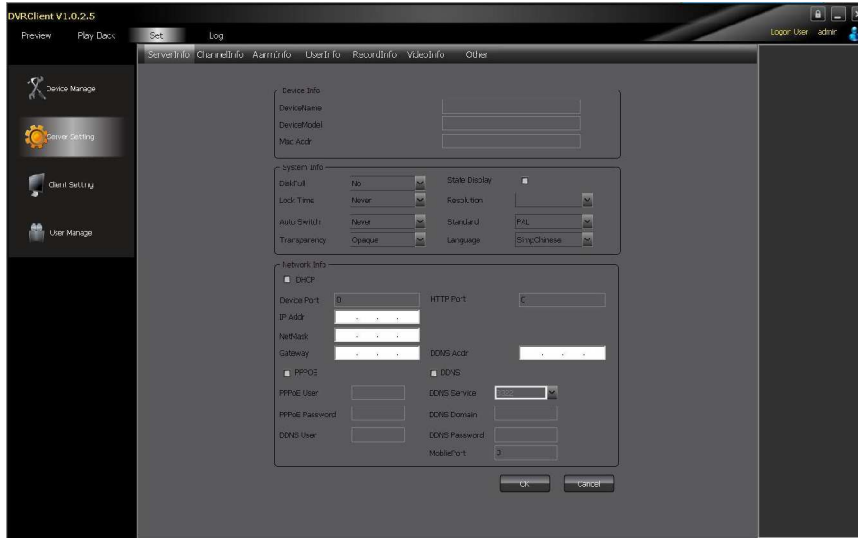 DVRClient V1.0.2.5
Preview Play Back Set Log
Logon User admin
ServerInfo ChannelInfo AlarmInfo UserInfo RecordInfo VideoInfo Other
Device Manage
Server Setting
Client Setting
User Manage
Device Info
DeviceName
DeviceModel
Mac Addr
System Info
DiskFull No State Display
Lock Time Never Resolution
Auto Switch Never Standard PAL
Transparency Opaque Language SimpChinese
Network Info
DHCP
Device Port 0 HTTP Port 0
IP Addr
NetMask
Gateway DDNS Addr
PPPOE DDNS
PPPoE User DDNS Service
PPPoE Password DDNS Domain
DDNS User DDNS Password
MobilePort
OK Cancel